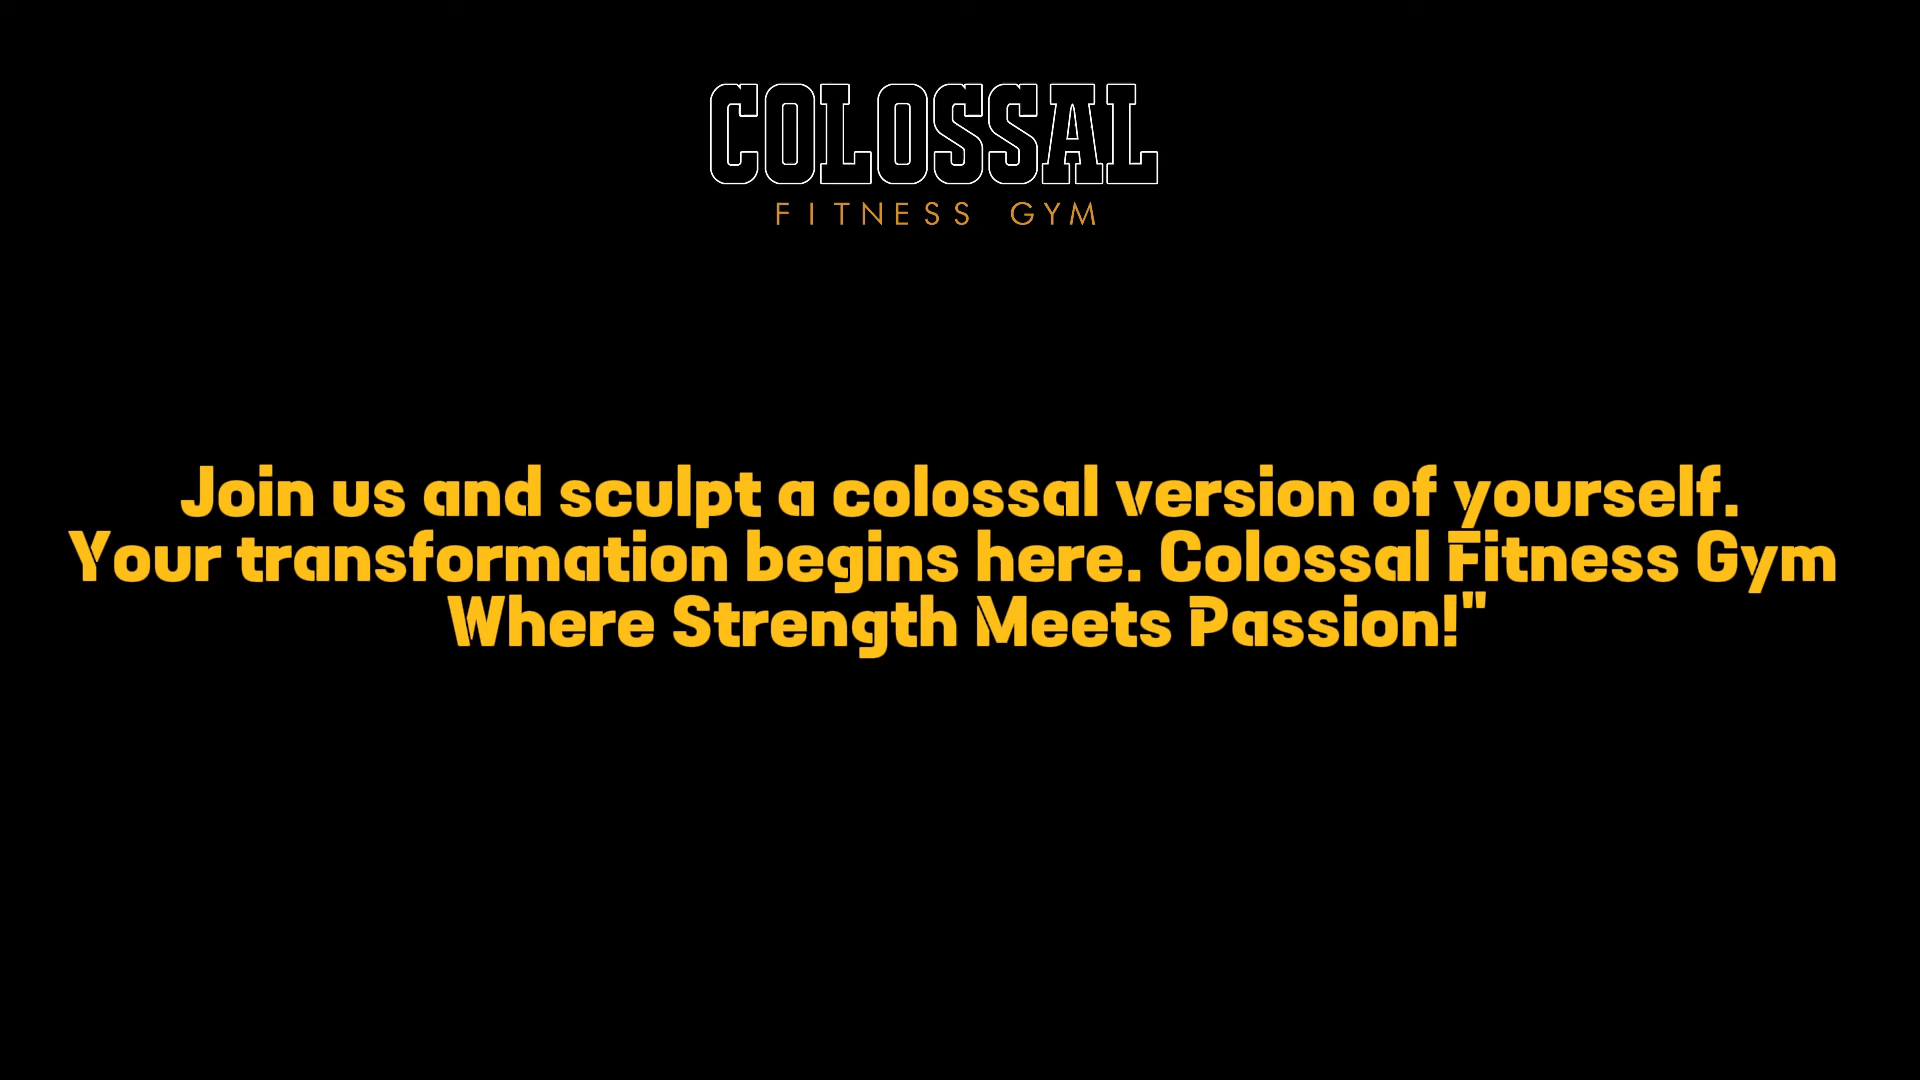 COLOSSAL
FITNESS GYM
Join us and sculpt a colossal version of yourself.
Your transformation begins here. Colossal Fitness Gym
Where Strength Meets Passion!"